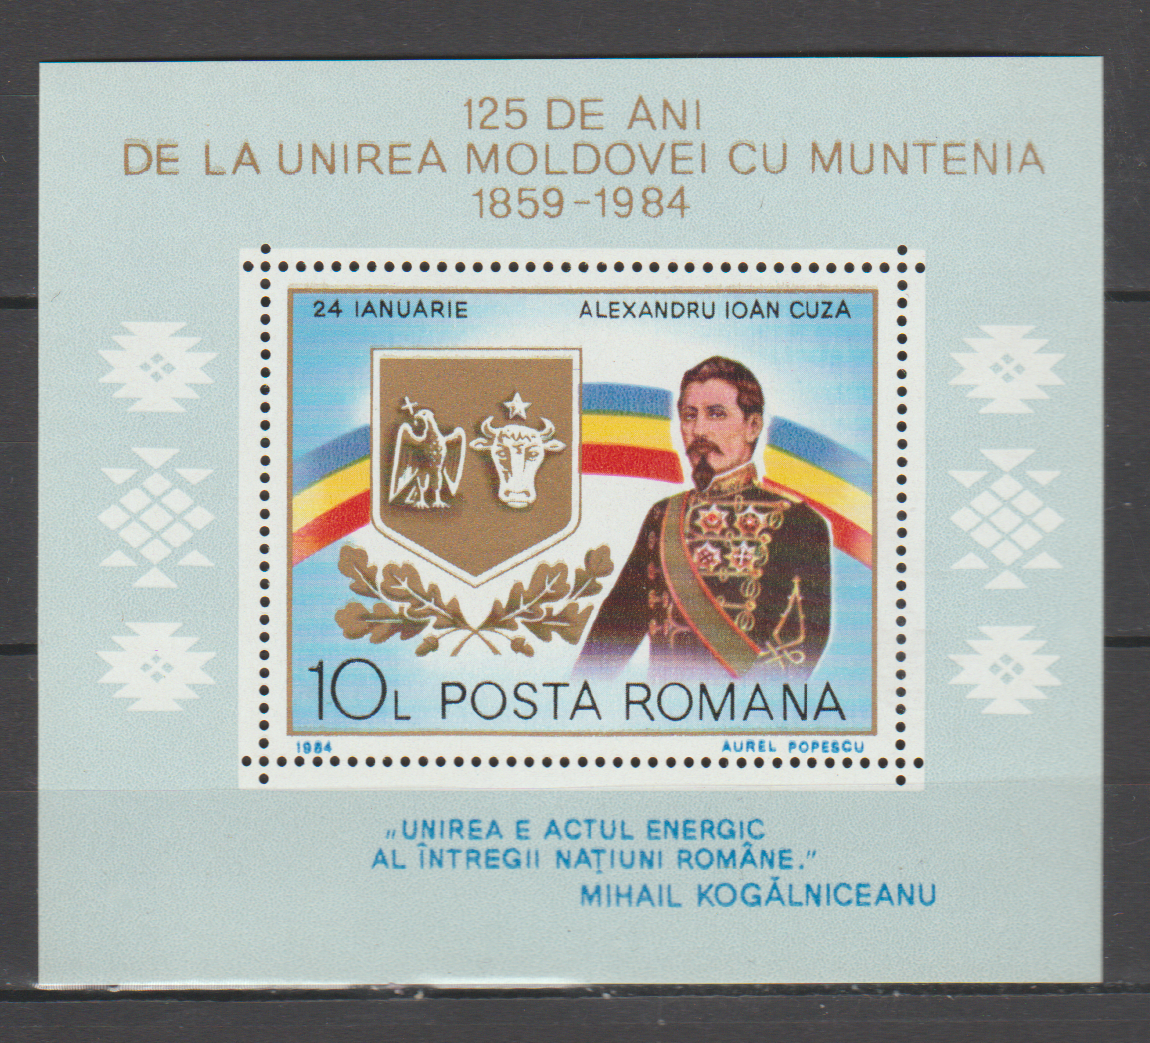 125 DE ANI
DE LA UNIREA MOLDOVEI CU MUNTENIA
1859-1984
24 IANUARIE ALEXANDRU IOAN CUZA
10L POSTA ROMANA
1984 AUREL POPESCU
„UNIREA E ACTUL ENERGIC
AL ÎNTREGII NAȚIUNI ROMÂNE.”
MIHAIL KOGĂLNICEANU